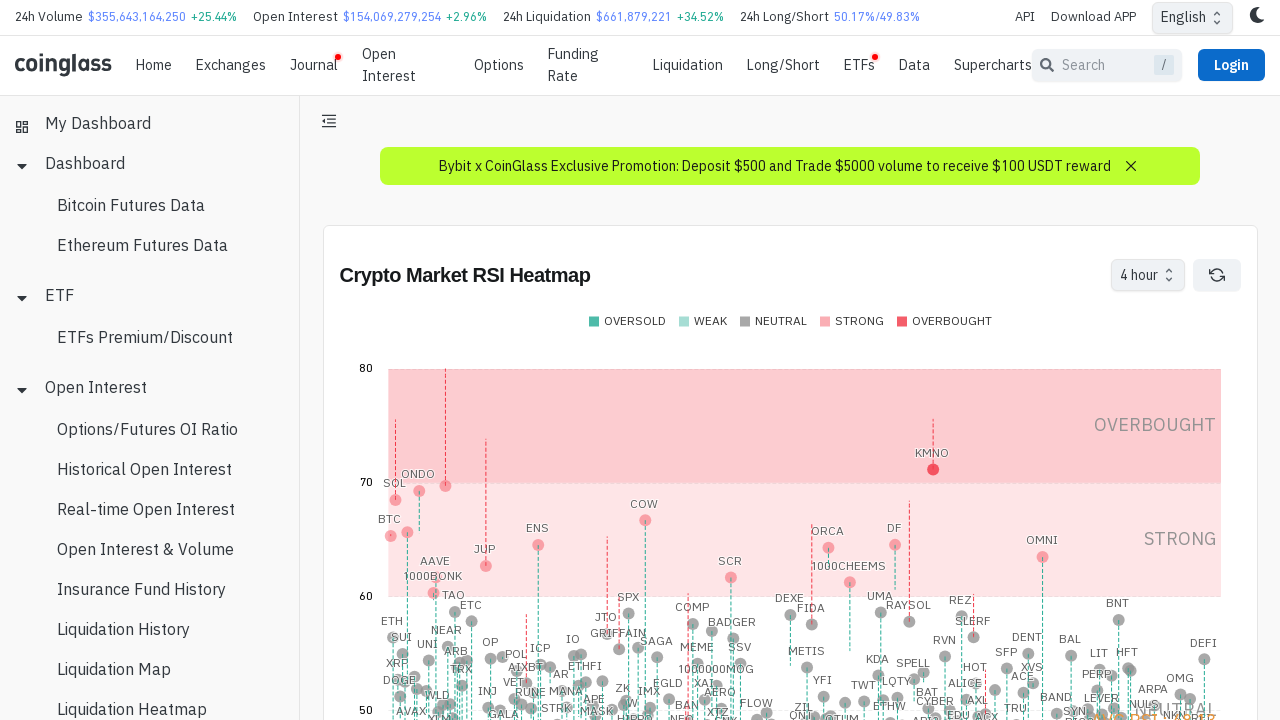 24h Volume $355,643,164,250 +25.44% Open Interest $154,069,279,254 +2.96% 24h Liquidation $661,879,221 +34.52% 24h Long/Short 50.17%/49.83% API Download APP English
coinglass Home Exchanges Journal Open Interest Options Funding Rate Liquidation Long/Short ETFs Data Supercharts Search / Login
My Dashboard
Dashboard
Bitcoin Futures Data
Ethereum Futures Data
ETF
ETFs Premium/Discount
Open Interest
Options/Futures OI Ratio
Historical Open Interest
Real-time Open Interest
Open Interest & Volume
Insurance Fund History
Liquidation History
Liquidation Map
Liquidation Heatmap
Bybit x CoinGlass Exclusive Promotion: Deposit $500 and Trade $5000 volume to receive $100 USDT reward
Crypto Market RSI Heatmap
4 hour
OVERSOLD WEAK NEUTRAL STRONG OVERBOUGHT
80
OVERBOUGHT
KMNO
ONDO
70
SOL
COW
BTC ENS ORCA DF
STRONG
OMNI
JUP
AAVE SCR
1000BONK 1000CHEEMS
60
TAO SPX DEXE UMA REZ
ETC COMP FIDA RAYSOL BNT
ETH JTO BADGER SLERF
NEAR GRIFFAIN
SUI UNI OP IO SAGA RVN DENT BAL DEFI
ARB POL ICP MEME SSV METIS SFP LIT HFT
XRP TRX AIXBT ETHFI KDA SPELL HOT XVS
DOGE VET AR EGLD XAI YFI TWT LQTY ALICE ACE PERP OMG
WLD INJ RUNE MANA ZK IMX AERO BAT ARPA
APE BAN FLOW ETHW CYBER AXL BAND LEVER NULS
AVAX GALA STRK MASK XTZ ZIL TRU SYN
50
NEUTRAL